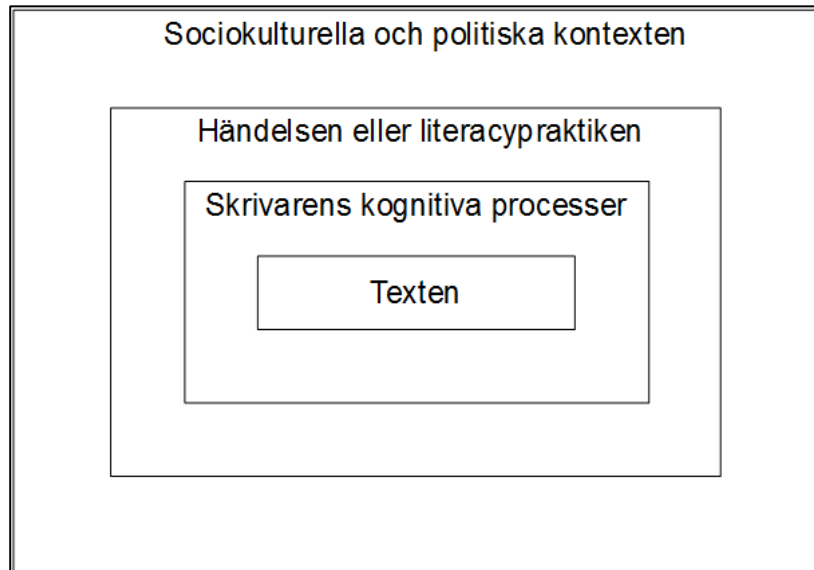 Sociokulturella och politiska kontexten
Händelsen eller literacypraktiken
Skrivarens kognitiva processer
Texten